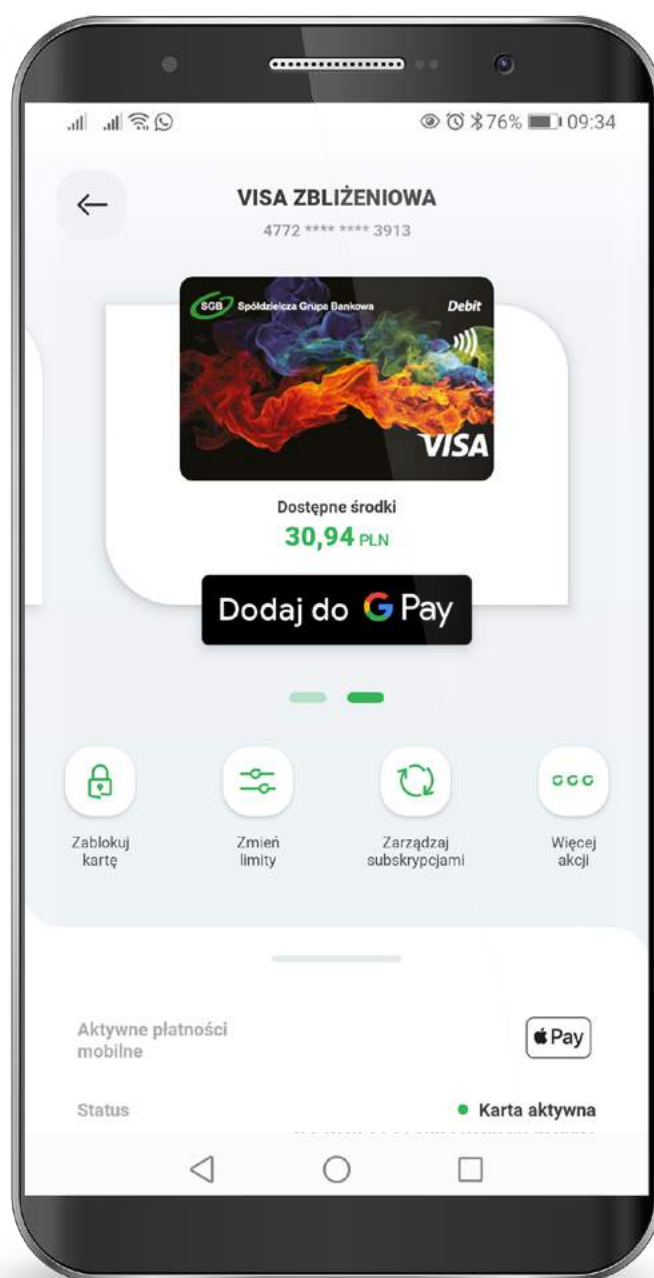 76% 09:34
VISA ZBLIŻENIOWA
4772 **** **** 3913
SGB Spółdzielcza Grupa Bankowa Debit
VISA
Dostępne środki
30,94 PLN
Dodaj do G Pay
Zablokuj kartę
Zmień limity
Zarządzaj subskrypcjami
Więcej akcji
Aktywne płatności
mobilne
Pay
Status
Karta aktywna